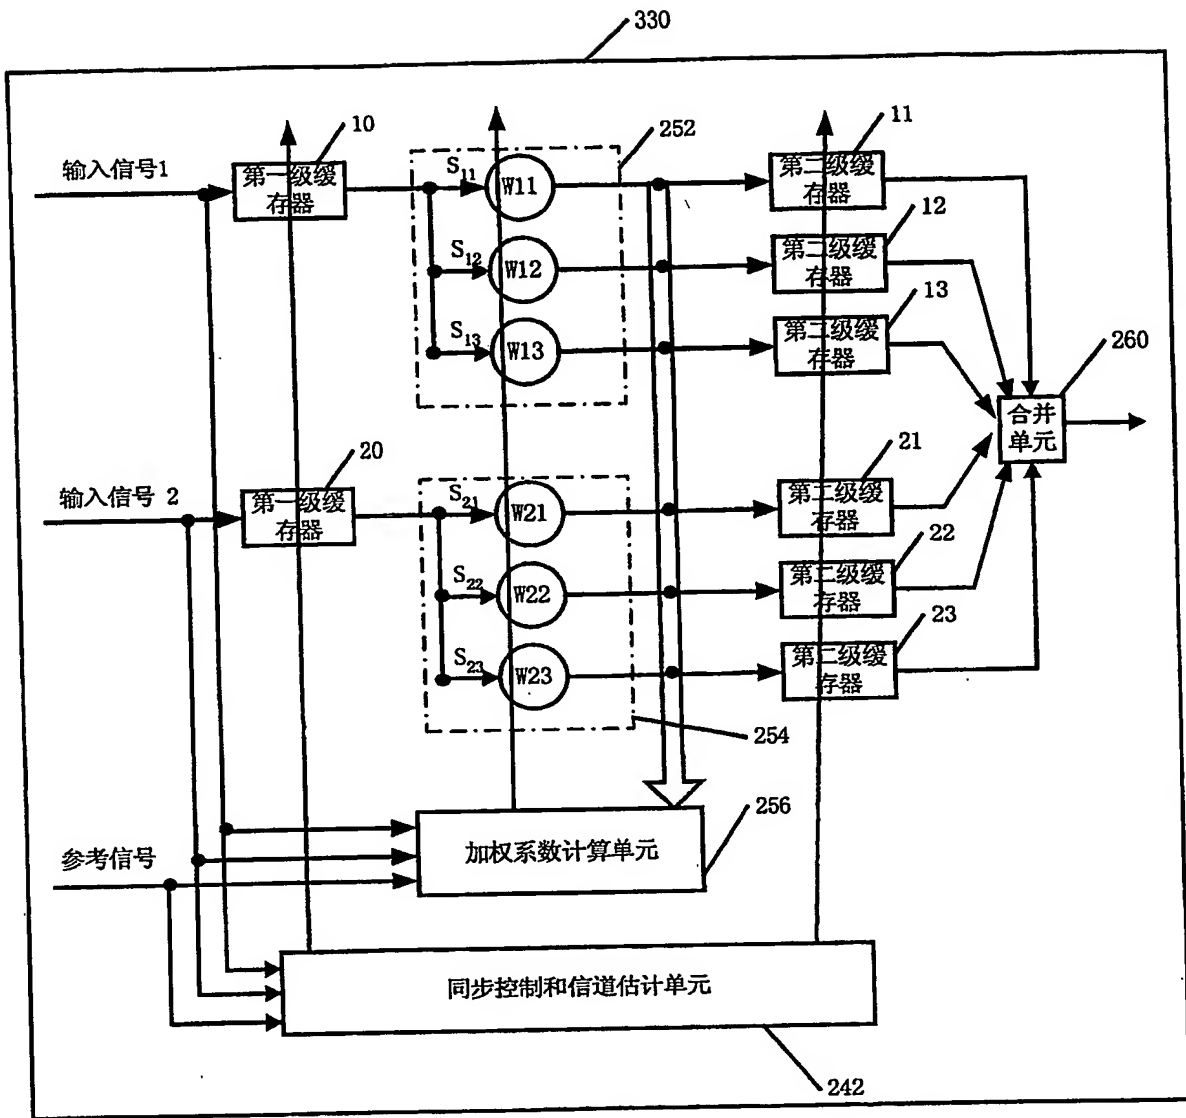 330
10
252
11
输入信号1
第一级缓
存器
S11
W11
第二级缓
存器
12
S12
W12
第二级缓
存器
13
S13
W13
第二级缓
存器
260
合并
单元
20
21
输入信号 2
第一级缓
存器
S21
W21
第二级缓
存器
22
S22
W22
第二级缓
存器
23
S23
W23
第二级缓
存器
254
256
加权系数计算单元
参考信号
同步控制和信道估计单元
242